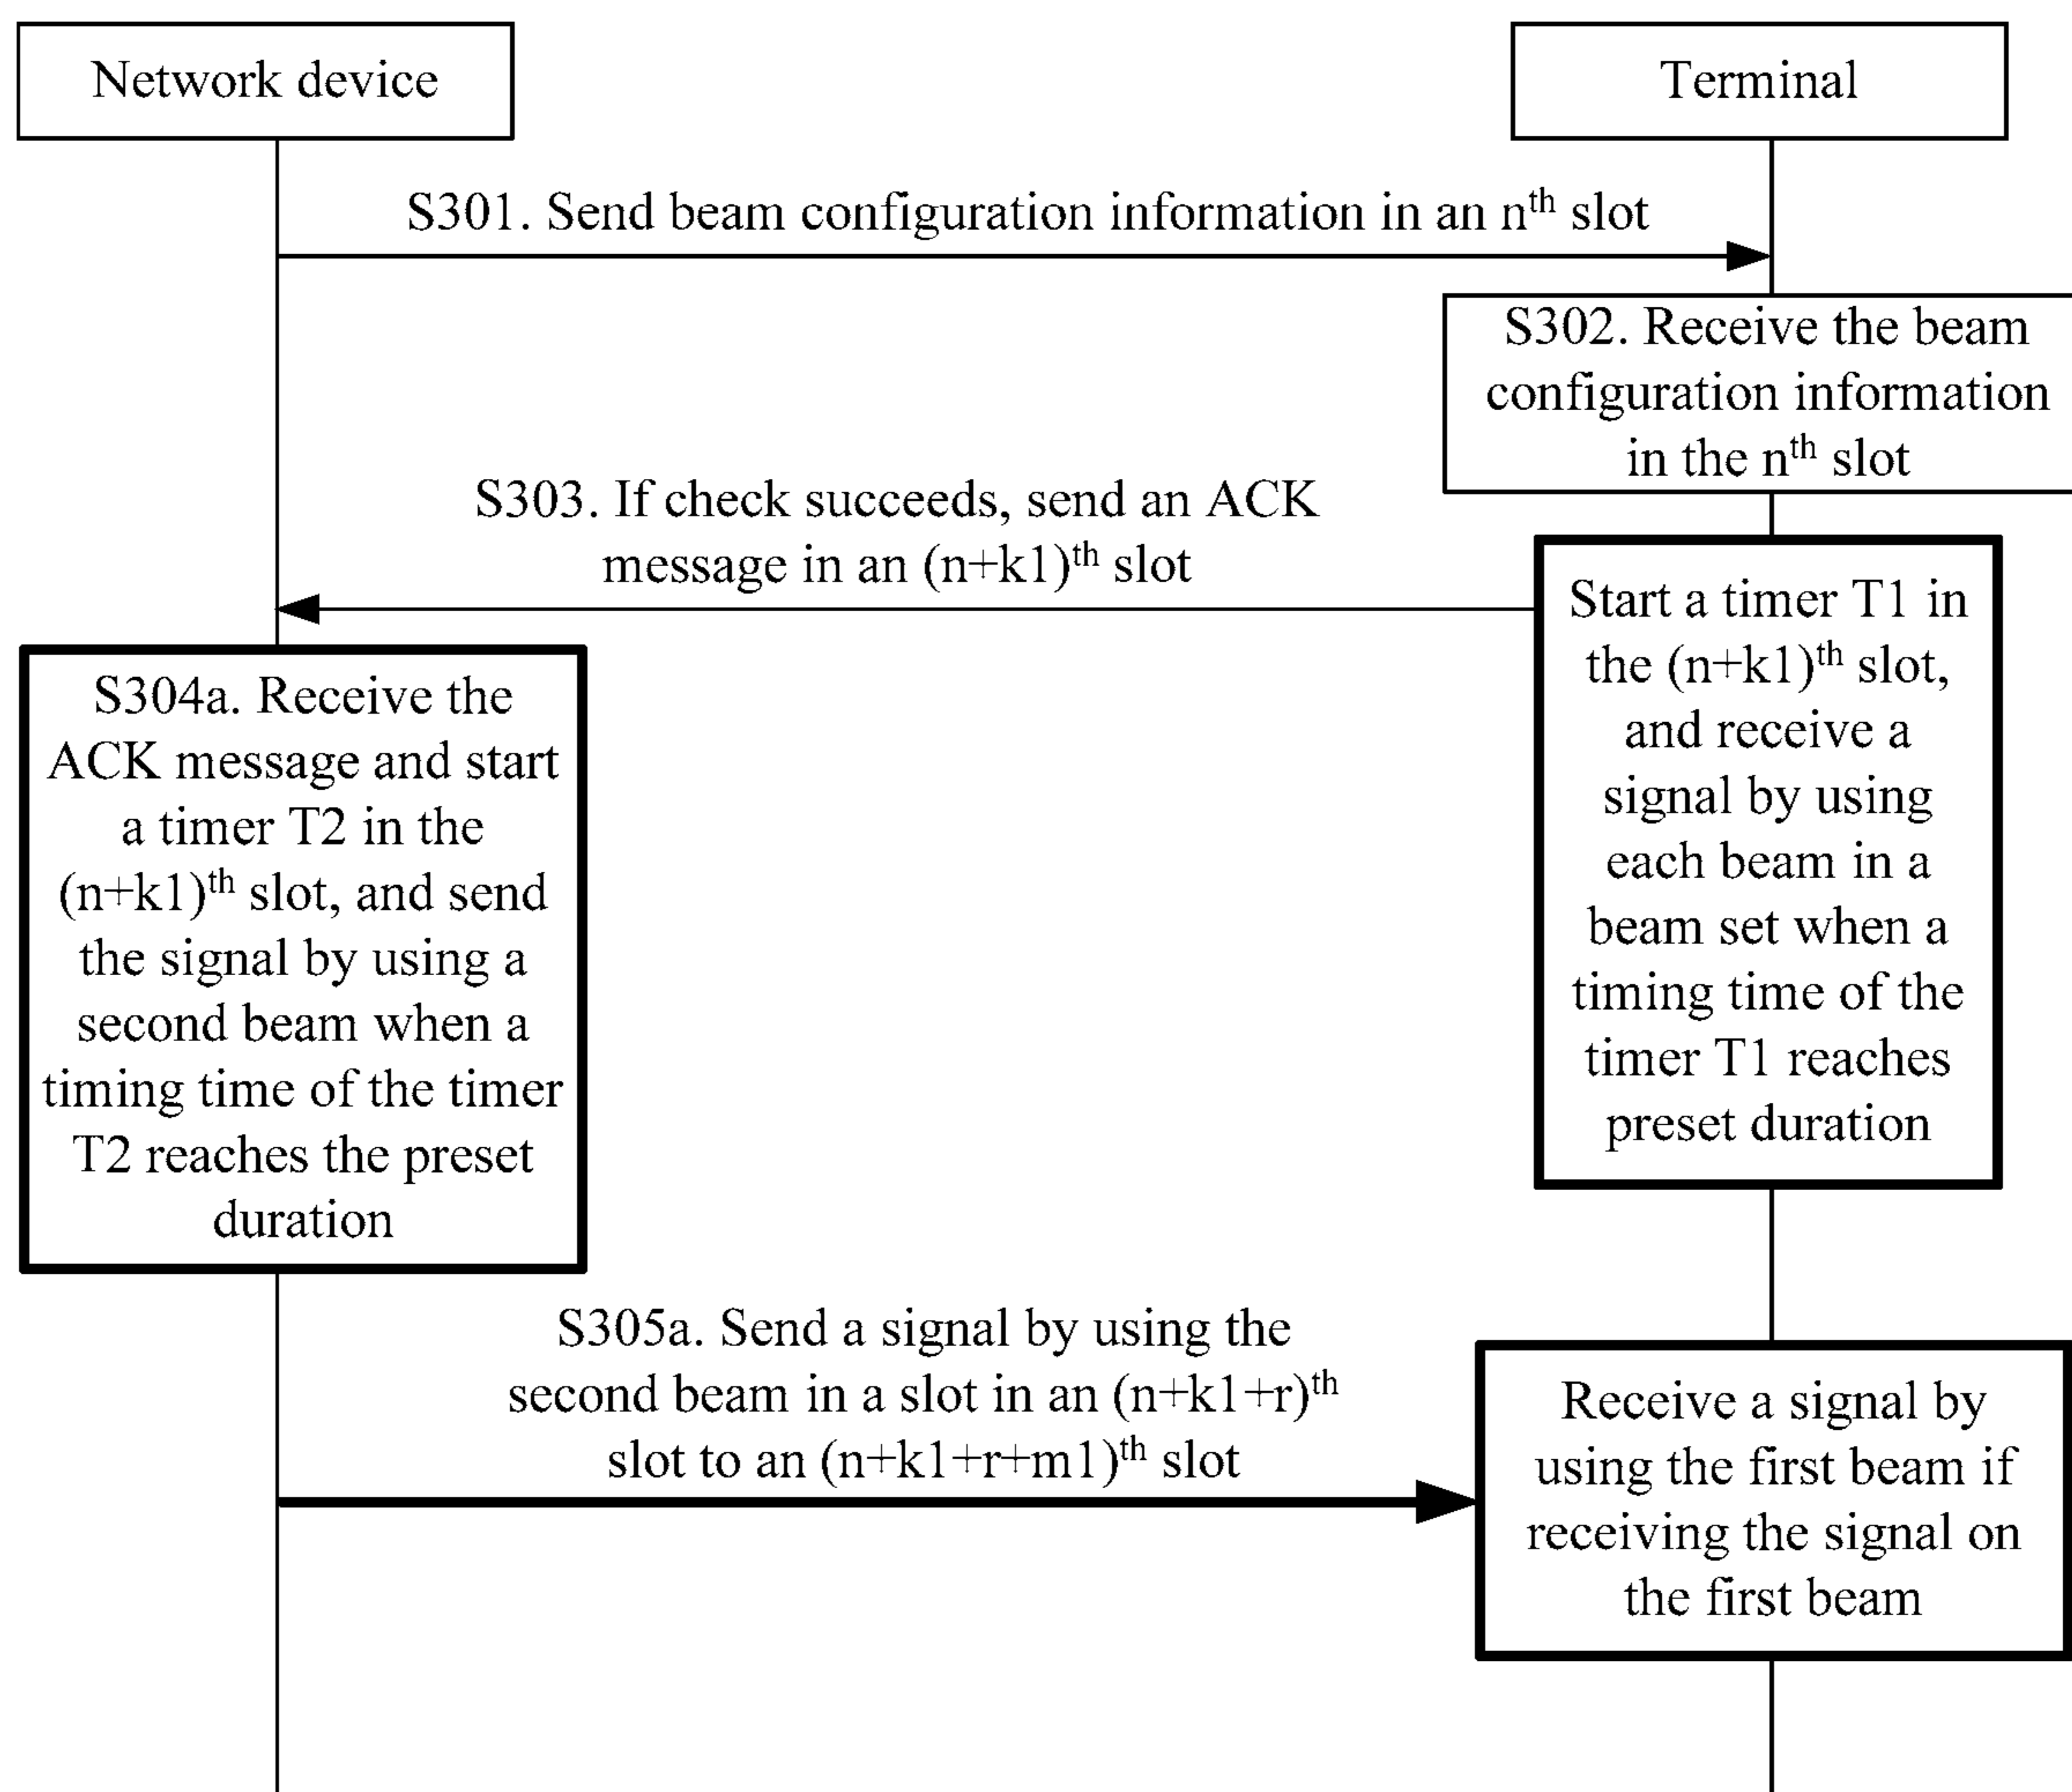 Network device
Terminal
S301. Send beam configuration information in an nth slot
S302. Receive the beam
configuration information
in the nth slot
S303. If check succeeds, send an ACK
message in an (n+k1)th slot
Start a timer T1 in
the (n+k1)th slot,
and receive a
signal by using
each beam in a
beam set when a
timing time of the
timer T1 reaches
preset duration
S304a. Receive the
ACK message and start
a timer T2 in the
(n+k1)th slot, and send
the signal by using a
second beam when a
timing time of the timer
T2 reaches the preset
duration
S305a. Send a signal by using the
second beam in a slot in an (n+k1+r)th
slot to an (n+k1+r+m1)th slot
Receive a signal by
using the first beam if
receiving the signal on
the first beam